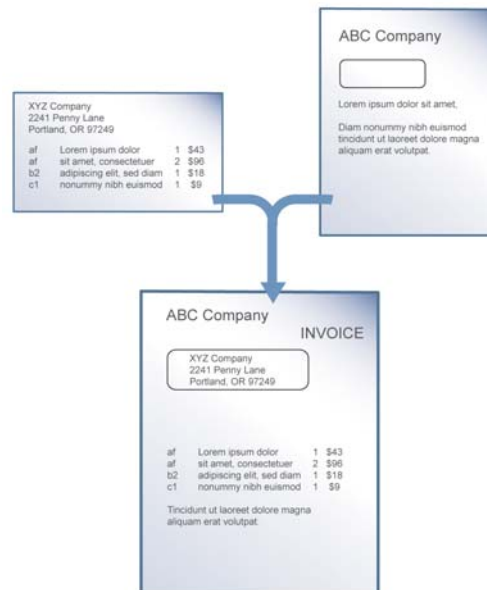 ABC Company
Lorem ipsum dolor sit amet,
Diam nonummy nibh euismod
tincidunt ut laoreet dolore magna
aliquam erat volutpat.
XYZ Company
2241 Penny Lane
Portland, OR 97249
af Lorem ipsum dolor 1 $43
af sit amet, consectetuer 2 $96
b2 adipiscing elit, sed diam 1 $18
c1 nonummy nibh euismod 1 $9
ABC Company
INVOICE
XYZ Company
2241 Penny Lane
Portland, OR 97249
af Lorem ipsum dolor 1 $43
af sit amet, consectetuer 2 $96
b2 adipiscing elit, sed diam 1 $18
c1 nonummy nibh euismod 1 $9
Tincidunt ut laoreet dolore magna
aliquam erat volutpat